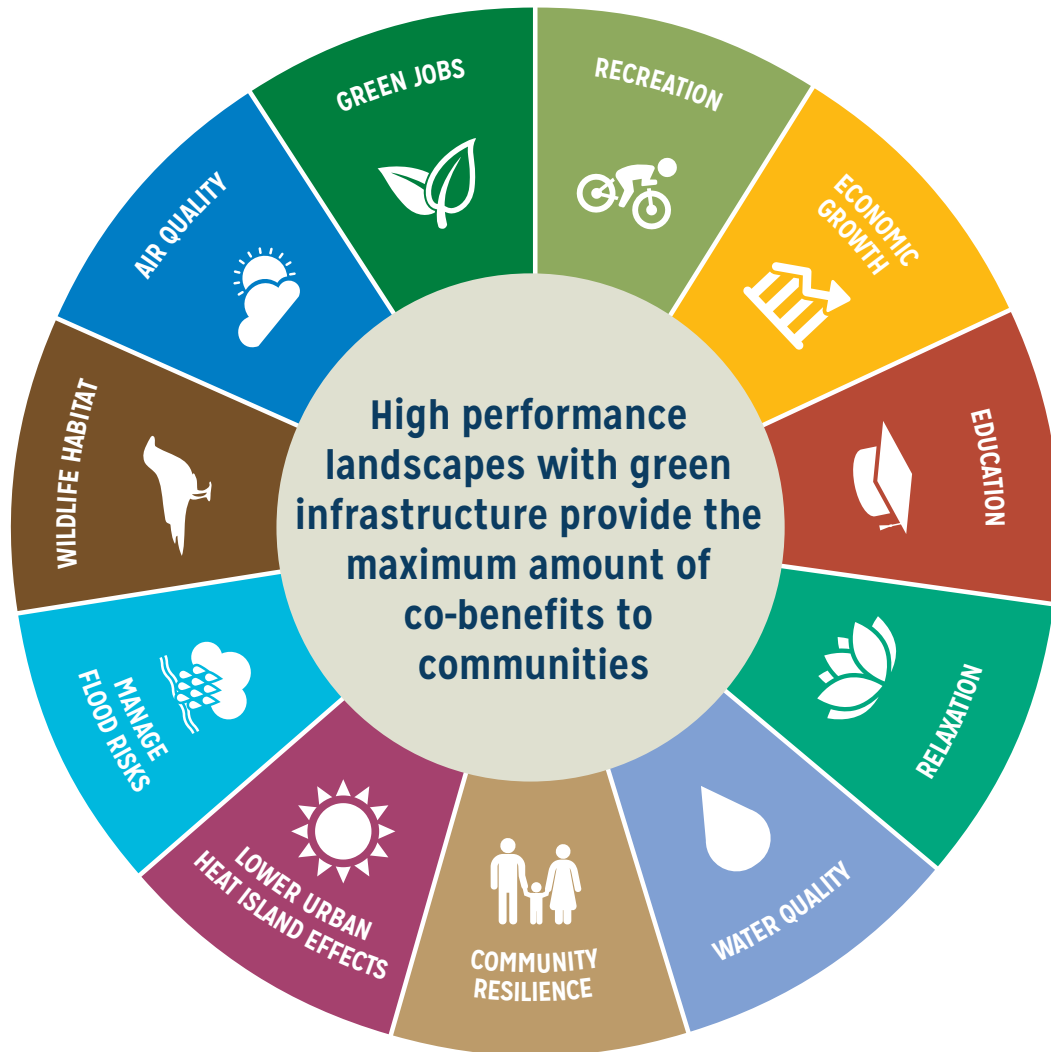 GREEN JOBS
RECREATION
ECONOMIC
GROWTH
EDUCATION
RELAXATION
WATER QUALITY
COMMUNITY
RESILIENCE
LOWER URBAN
HEAT ISLAND EFFECTS
MANAGE
FLOOD RISKS
WILDLIFE HABITAT
AIR QUALITY
High performance
landscapes with green
infrastructure provide the
maximum amount of
co-benefits to
communities